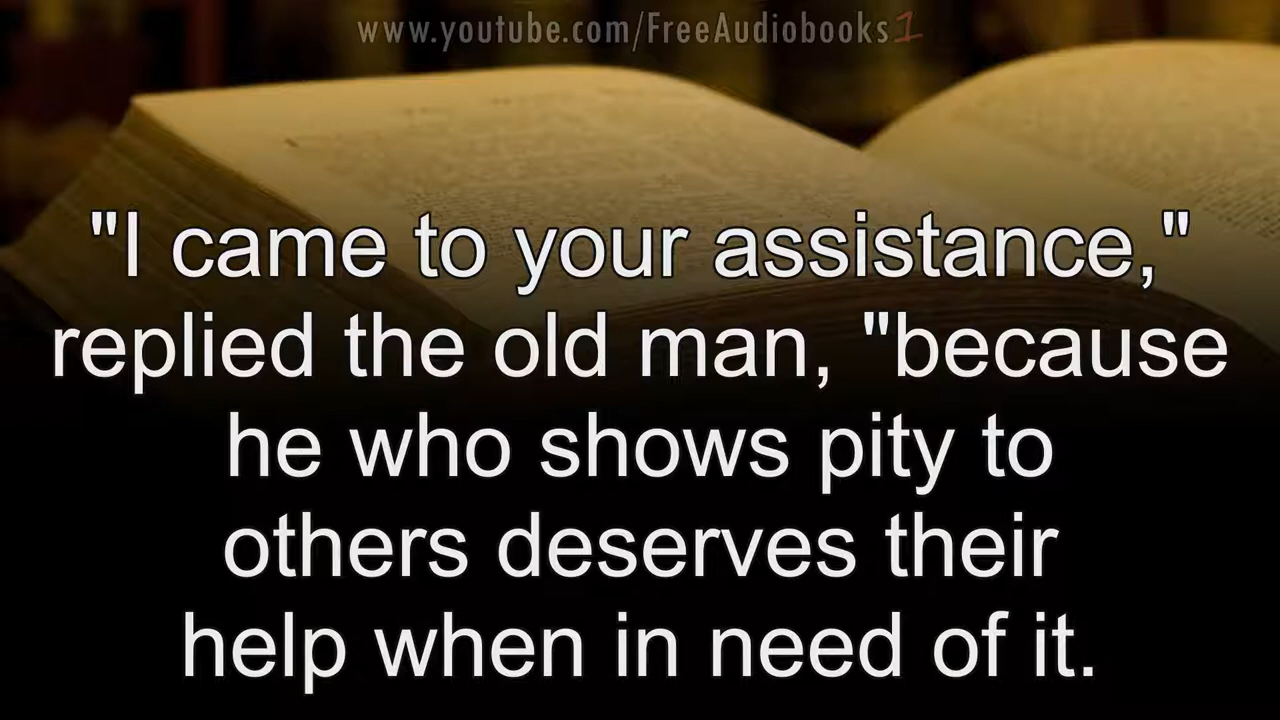 www.youtube.com/FreeAudiobooks1
"I came to your assistance,"
replied the old man, "because
he who shows pity to
others deserves their
help when in need of it.